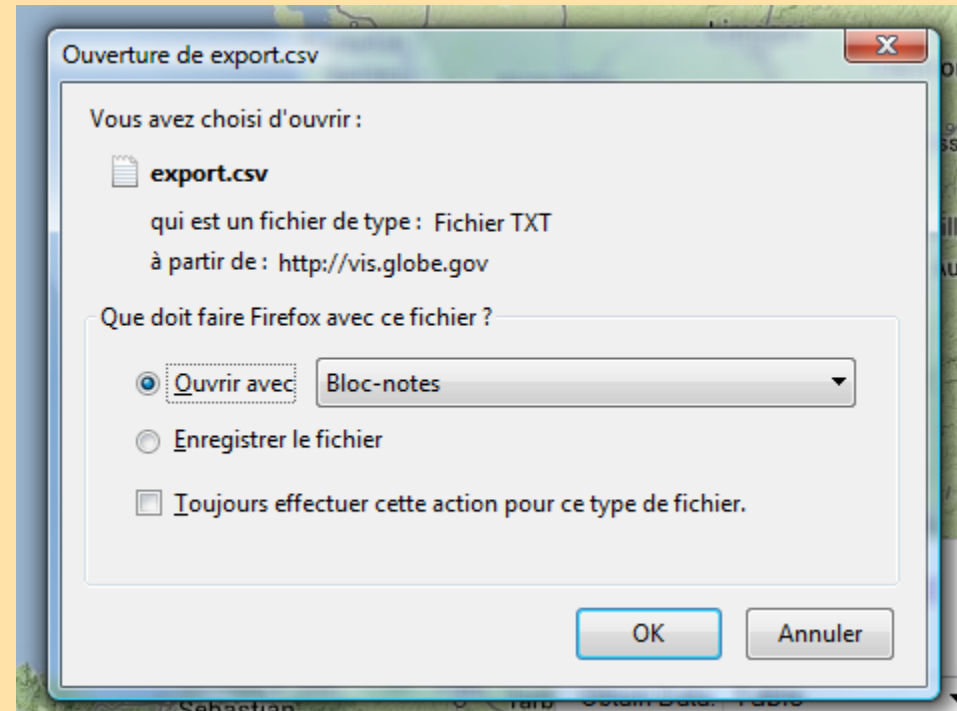 Ouverture de export.csv
Vous avez choisi d'ouvrir :
export.csv
qui est un fichier de type : Fichier TXT
à partir de : http://vis.globe.gov
Que doit faire Firefox avec ce fichier ?
Ouvrir avec Bloc-notes
Enregistrer le fichier
Toujours effectuer cette action pour ce type de fichier.
OK Annuler
Sebastian